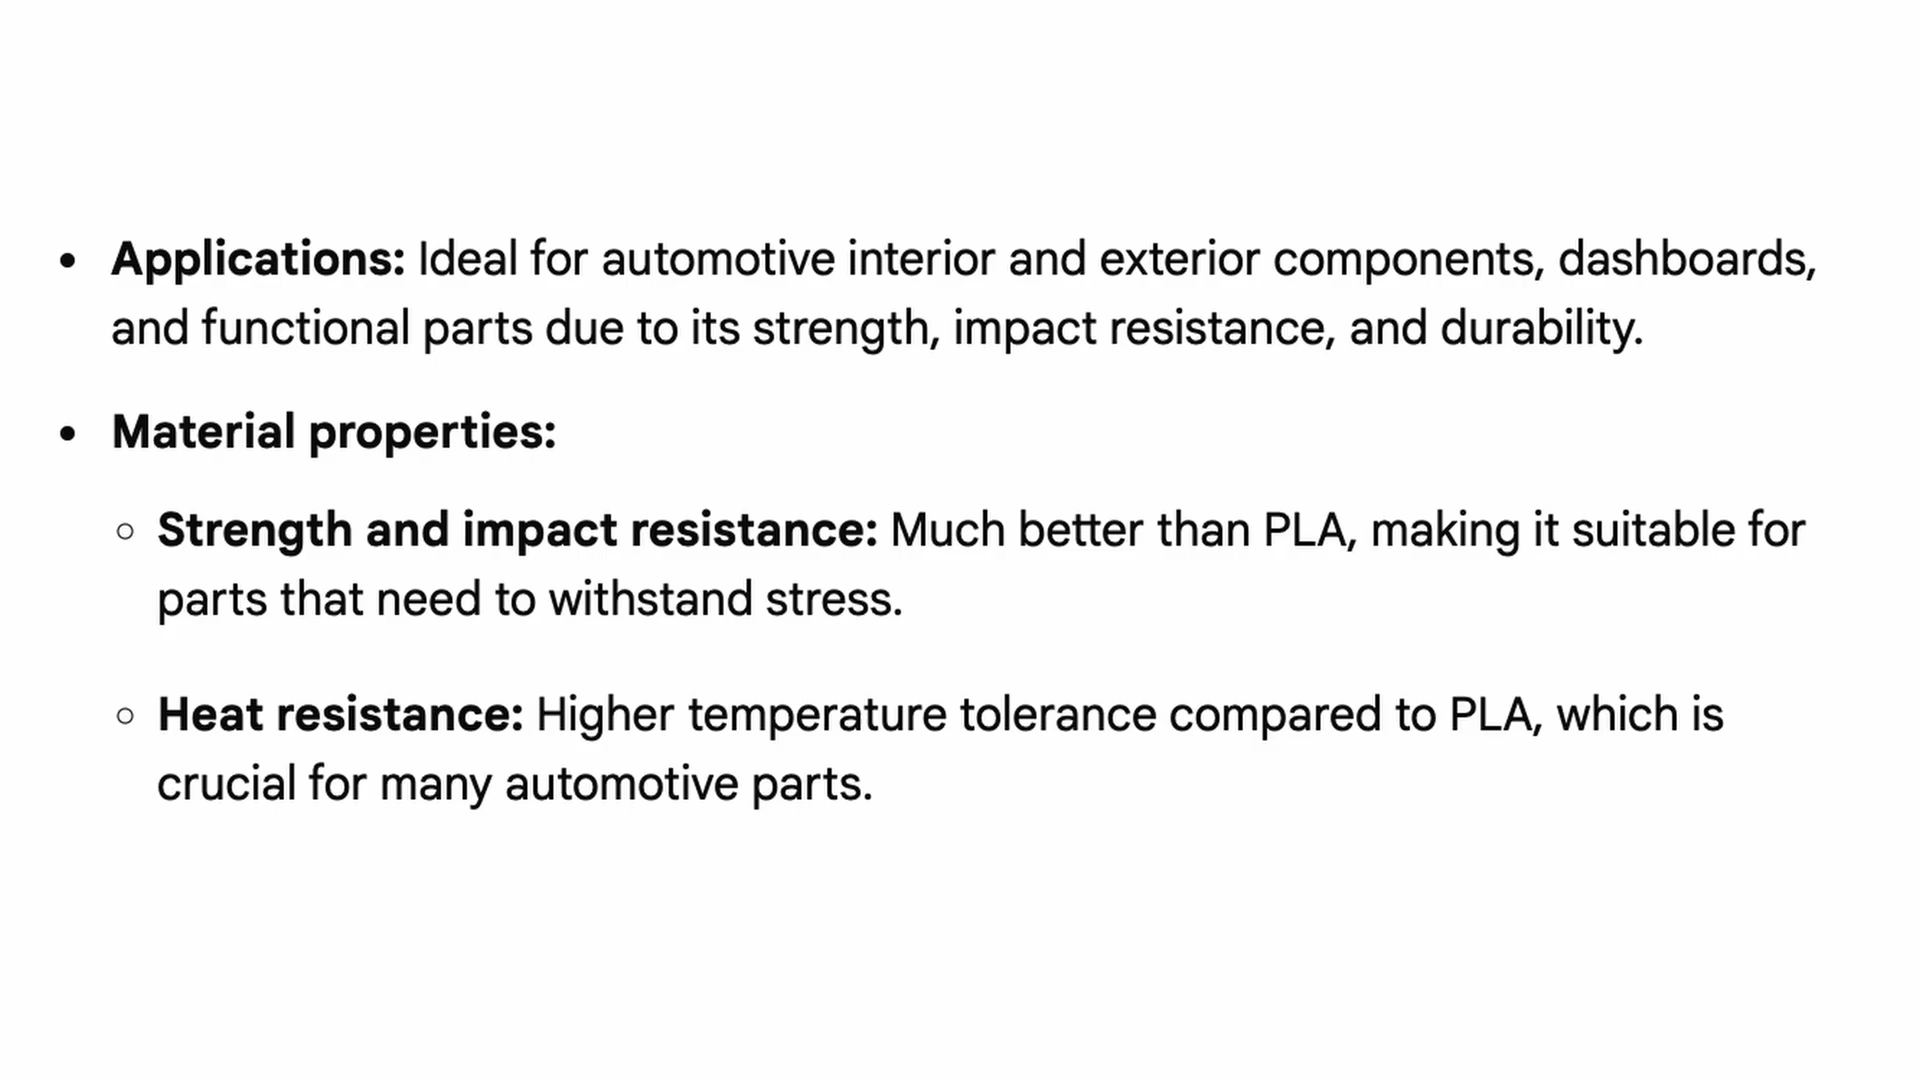 • Applications: Ideal for automotive interior and exterior components, dashboards,
and functional parts due to its strength, impact resistance, and durability.
• Material properties:
○ Strength and impact resistance: Much better than PLA, making it suitable for
parts that need to withstand stress.
○ Heat resistance: Higher temperature tolerance compared to PLA, which is
crucial for many automotive parts.